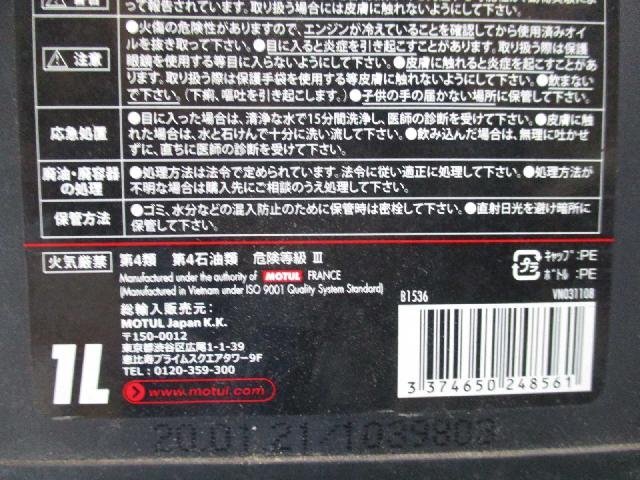 って報告されています。取り扱う際には皮膚に触れないようにして下さい。
注意
●火傷の危険性がありますので、エンジンが冷えていることを確認してから使用済みオイ
ルを抜き取って下さい。●目に入ると炎症を引き起こすことがあります。取り扱う際は保護
眼鏡を使用する等目に入らないようにして下さい。●皮膚に触れると炎症を起こすことがあ
ります。取り扱う際は保護手袋を使用する等皮膚に触れないようにして下さい。●飲まない
で下さい。(下痢、嘔吐を引き起こします。)●子供の手の届かない場所に保管して下さい。
応急処置
●目に入った場合は、清浄な水で15分間洗浄し、医師の診断を受けて下さい。●皮膚に触
れた場合は、水と石けんで十分に洗い流して下さい。●飲み込んだ場合は、無理に吐かせ
ずに、直ちに医師の診断を受けて下さい。
廃油・廃容器
の処理
●処理方法は法令で定められています。法令に従い適正に処理して下さい。●処理方法が
不明な場合は購入先にご相談のうえ処理して下さい。
保管方法
●ゴミ、水分などの混入防止のために保管時は密栓して下さい。●直射日光を避け暗所に
保管して下さい。
火気厳禁 第4類 第4石油類 危険等級 Ⅲ
Manufactured under the authority of MOTUL FRANCE
(Manufactured in Vietnam under ISO 9001 Quality System Standard)
プラ
キャップ:PE
ボトル:PE
B1536
VN031108
総輸入販売元:
MOTUL Japan K.K.
〒150-0012
東京都渋谷区広尾1-1-39
恵比寿プライムスクエアタワー9F
TEL:0120-359-300
www.motul.com
1L
3 374650 248561
20.01.21/1039803